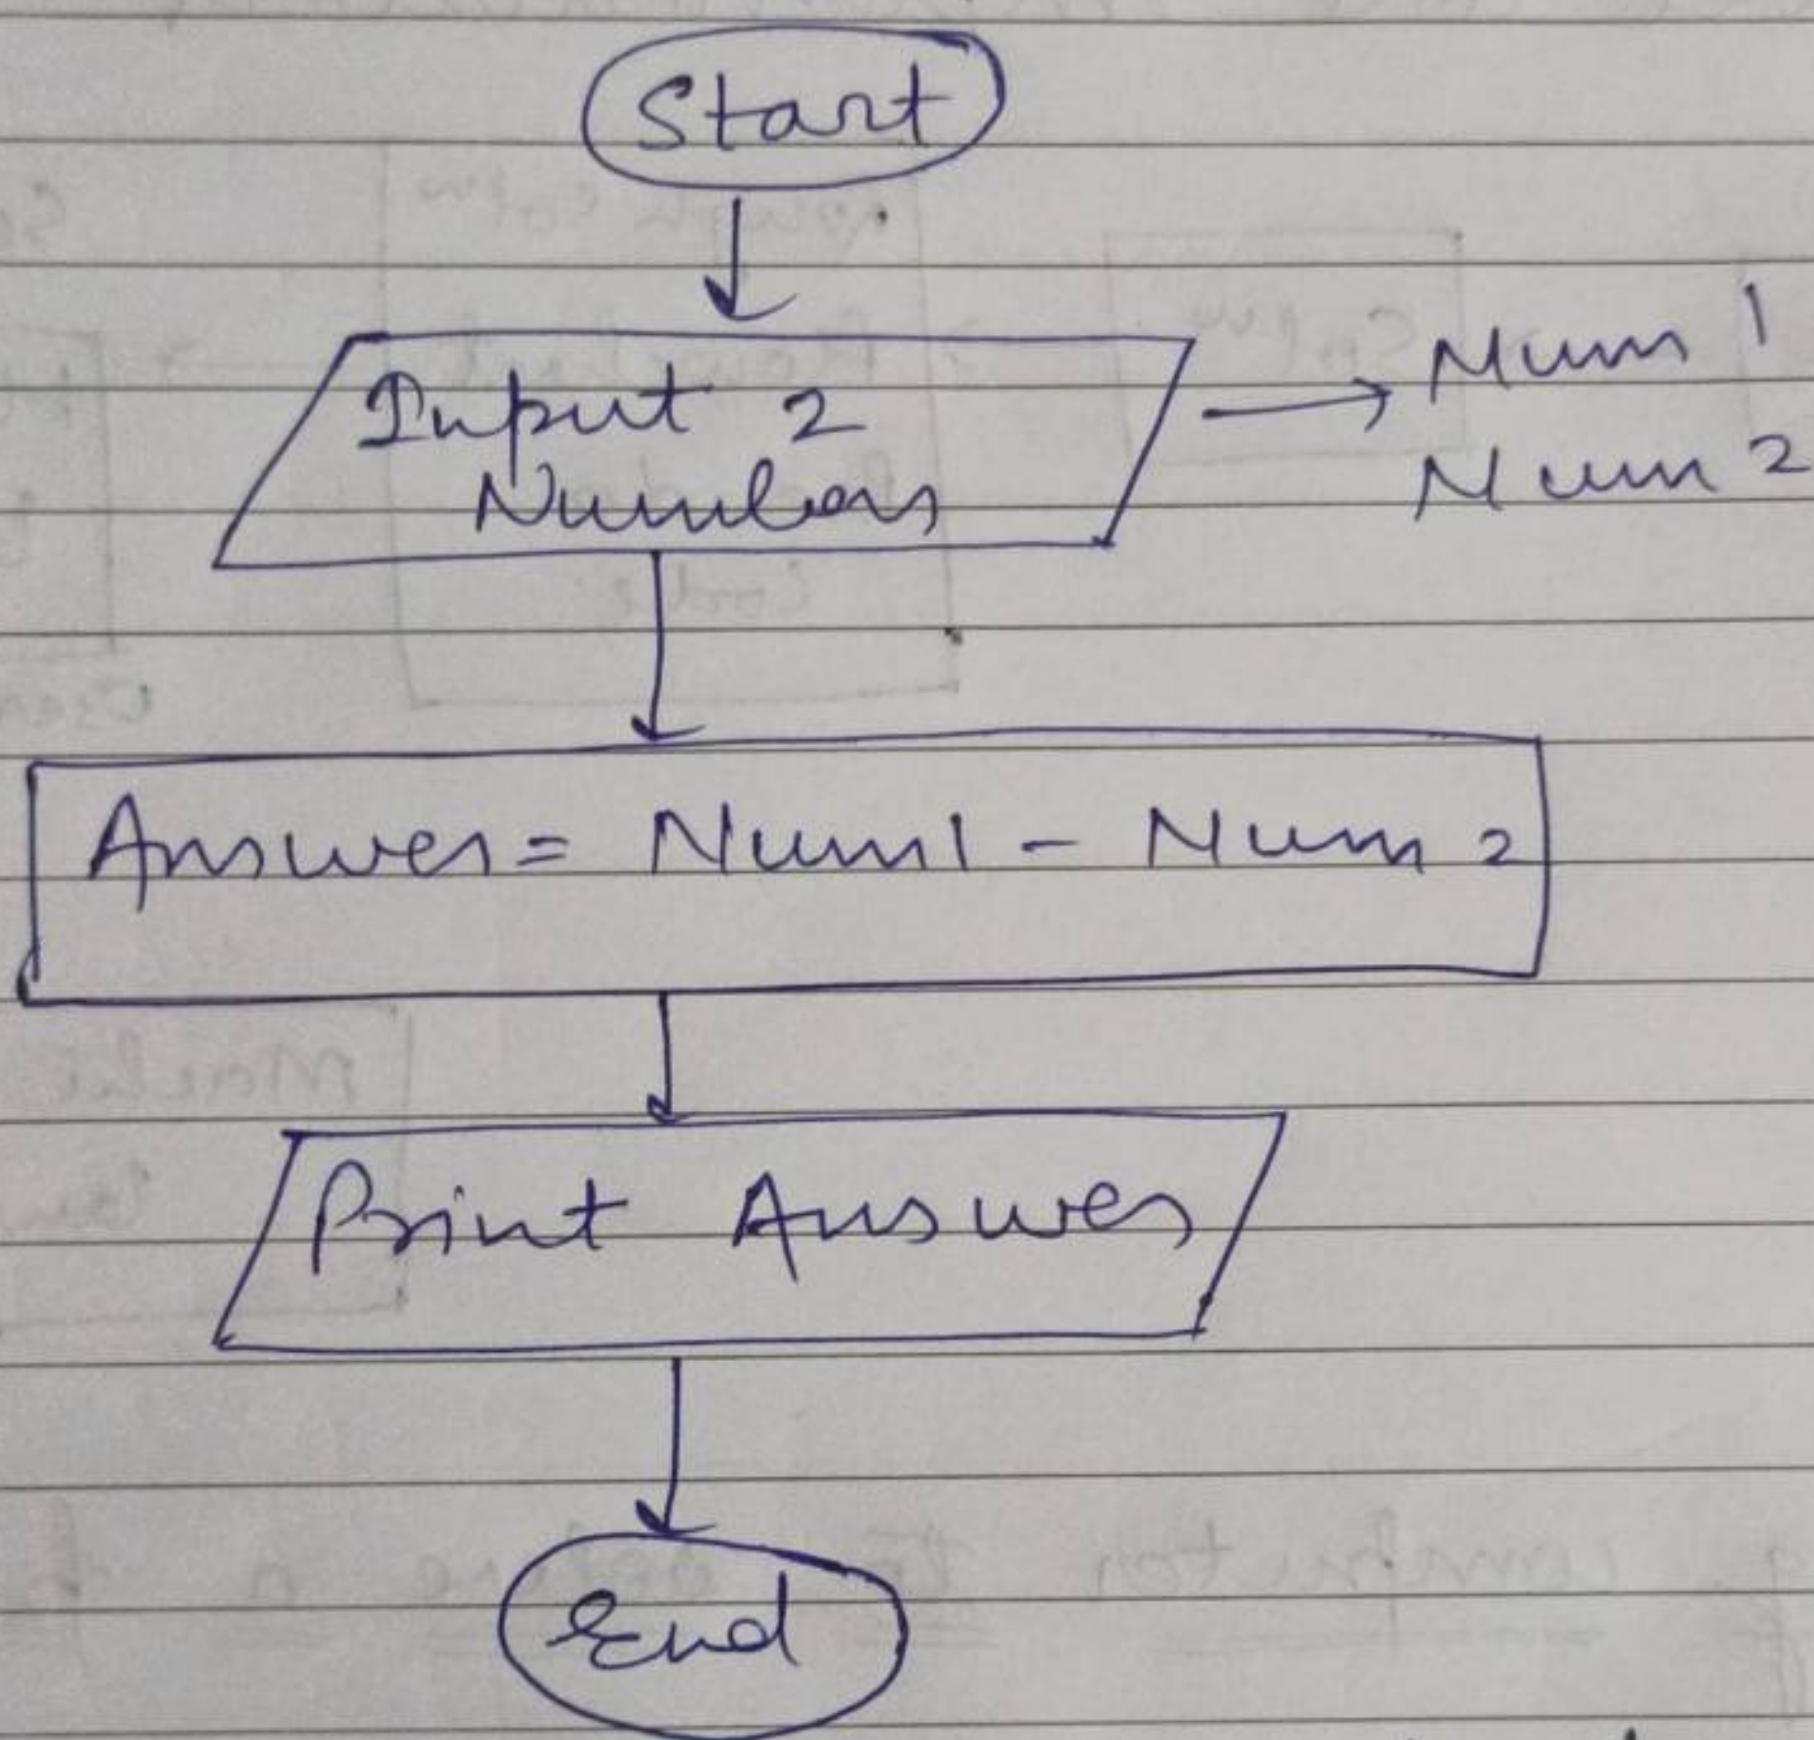 Start
Input 2
Numbers
Num 1
Num 2
Answer = Num1 - Num 2
Print Answer
End